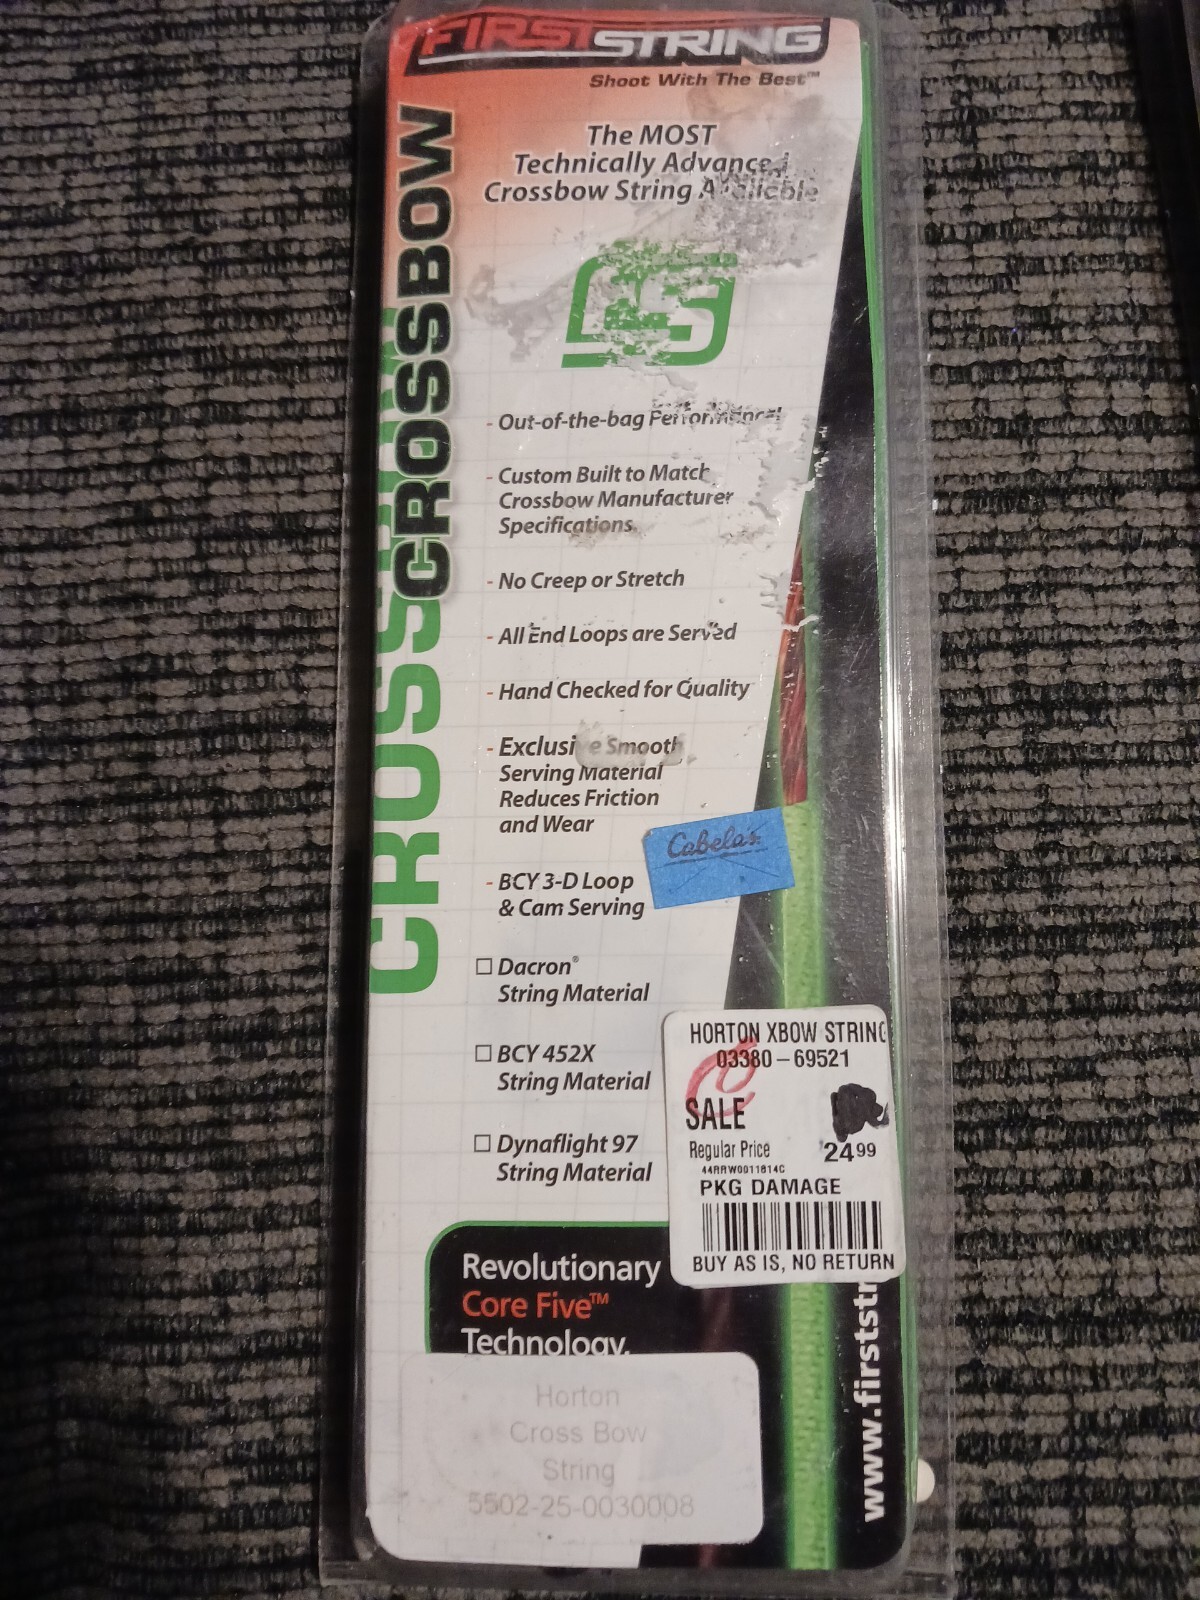 FIRSTSTRING
Shoot With The Best™
The MOST
Technically Advanced
Crossbow String Available
CROSSBOW
CROSSBOW
- Out-of-the-bag Performance!
- Custom Built to Match
Crossbow Manufacturer
Specifications
- No Creep or Stretch
- All End Loops are Served
- Hand Checked for Quality
- Exclusive Smooth
Serving Material
Reduces Friction
and Wear
Cabela's
- BCY 3-D Loop
& Cam Serving
☐ Dacron®
String Material
☐ BCY 452X
String Material
☐ Dynaflight 97
String Material
HORTON XBOW STRING
03380-69521
SALE
Regular Price 24.99
44RRW0011814C
PKG DAMAGE
BUY AS IS, NO RETURN
Revolutionary
Core Five™
Technology.
www.firststr
Horton
Cross Bow
String
5502-25-0030008